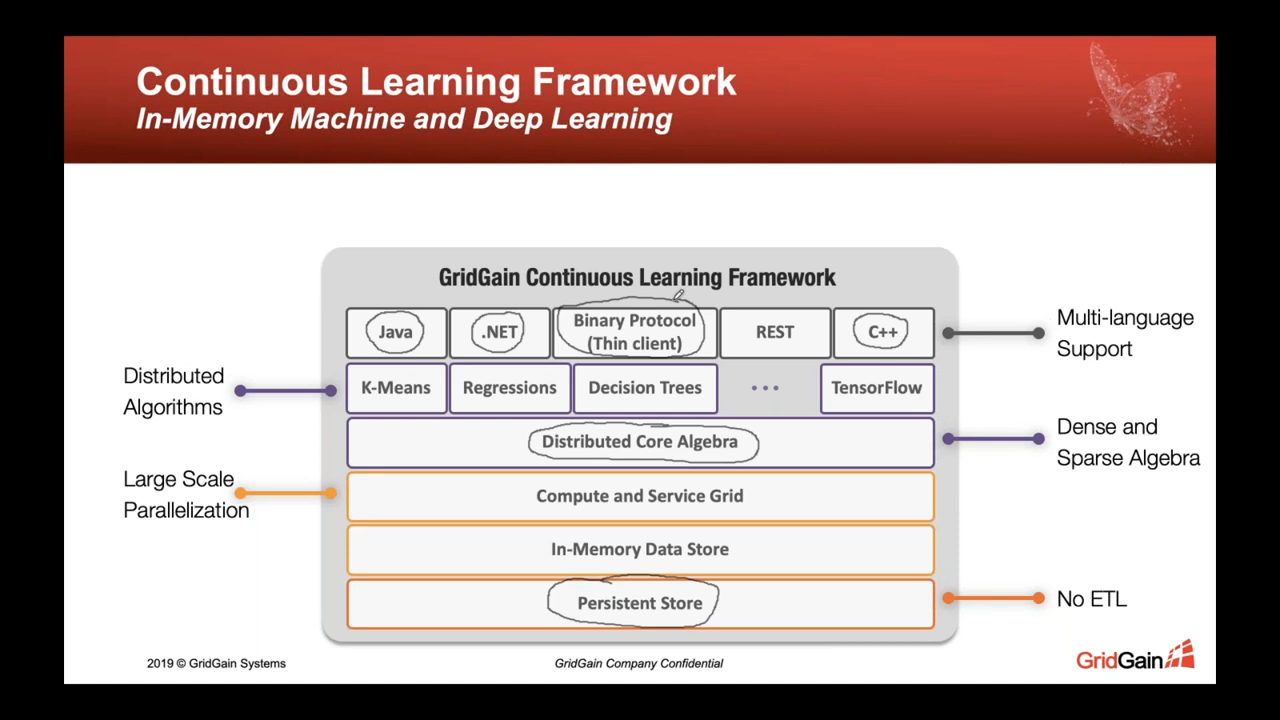 Continuous Learning Framework
In-Memory Machine and Deep Learning
GridGain Continuous Learning Framework
Java
.NET
Binary Protocol
(Thin client)
REST
C++
Multi-language
Support
Distributed
Algorithms
K-Means
Regressions
Decision Trees
...
TensorFlow
Distributed Core Algebra
Dense and
Sparse Algebra
Large Scale
Parallelization
Compute and Service Grid
In-Memory Data Store
Persistent Store
No ETL
2019 © GridGain Systems
GridGain Company Confidential
GridGain